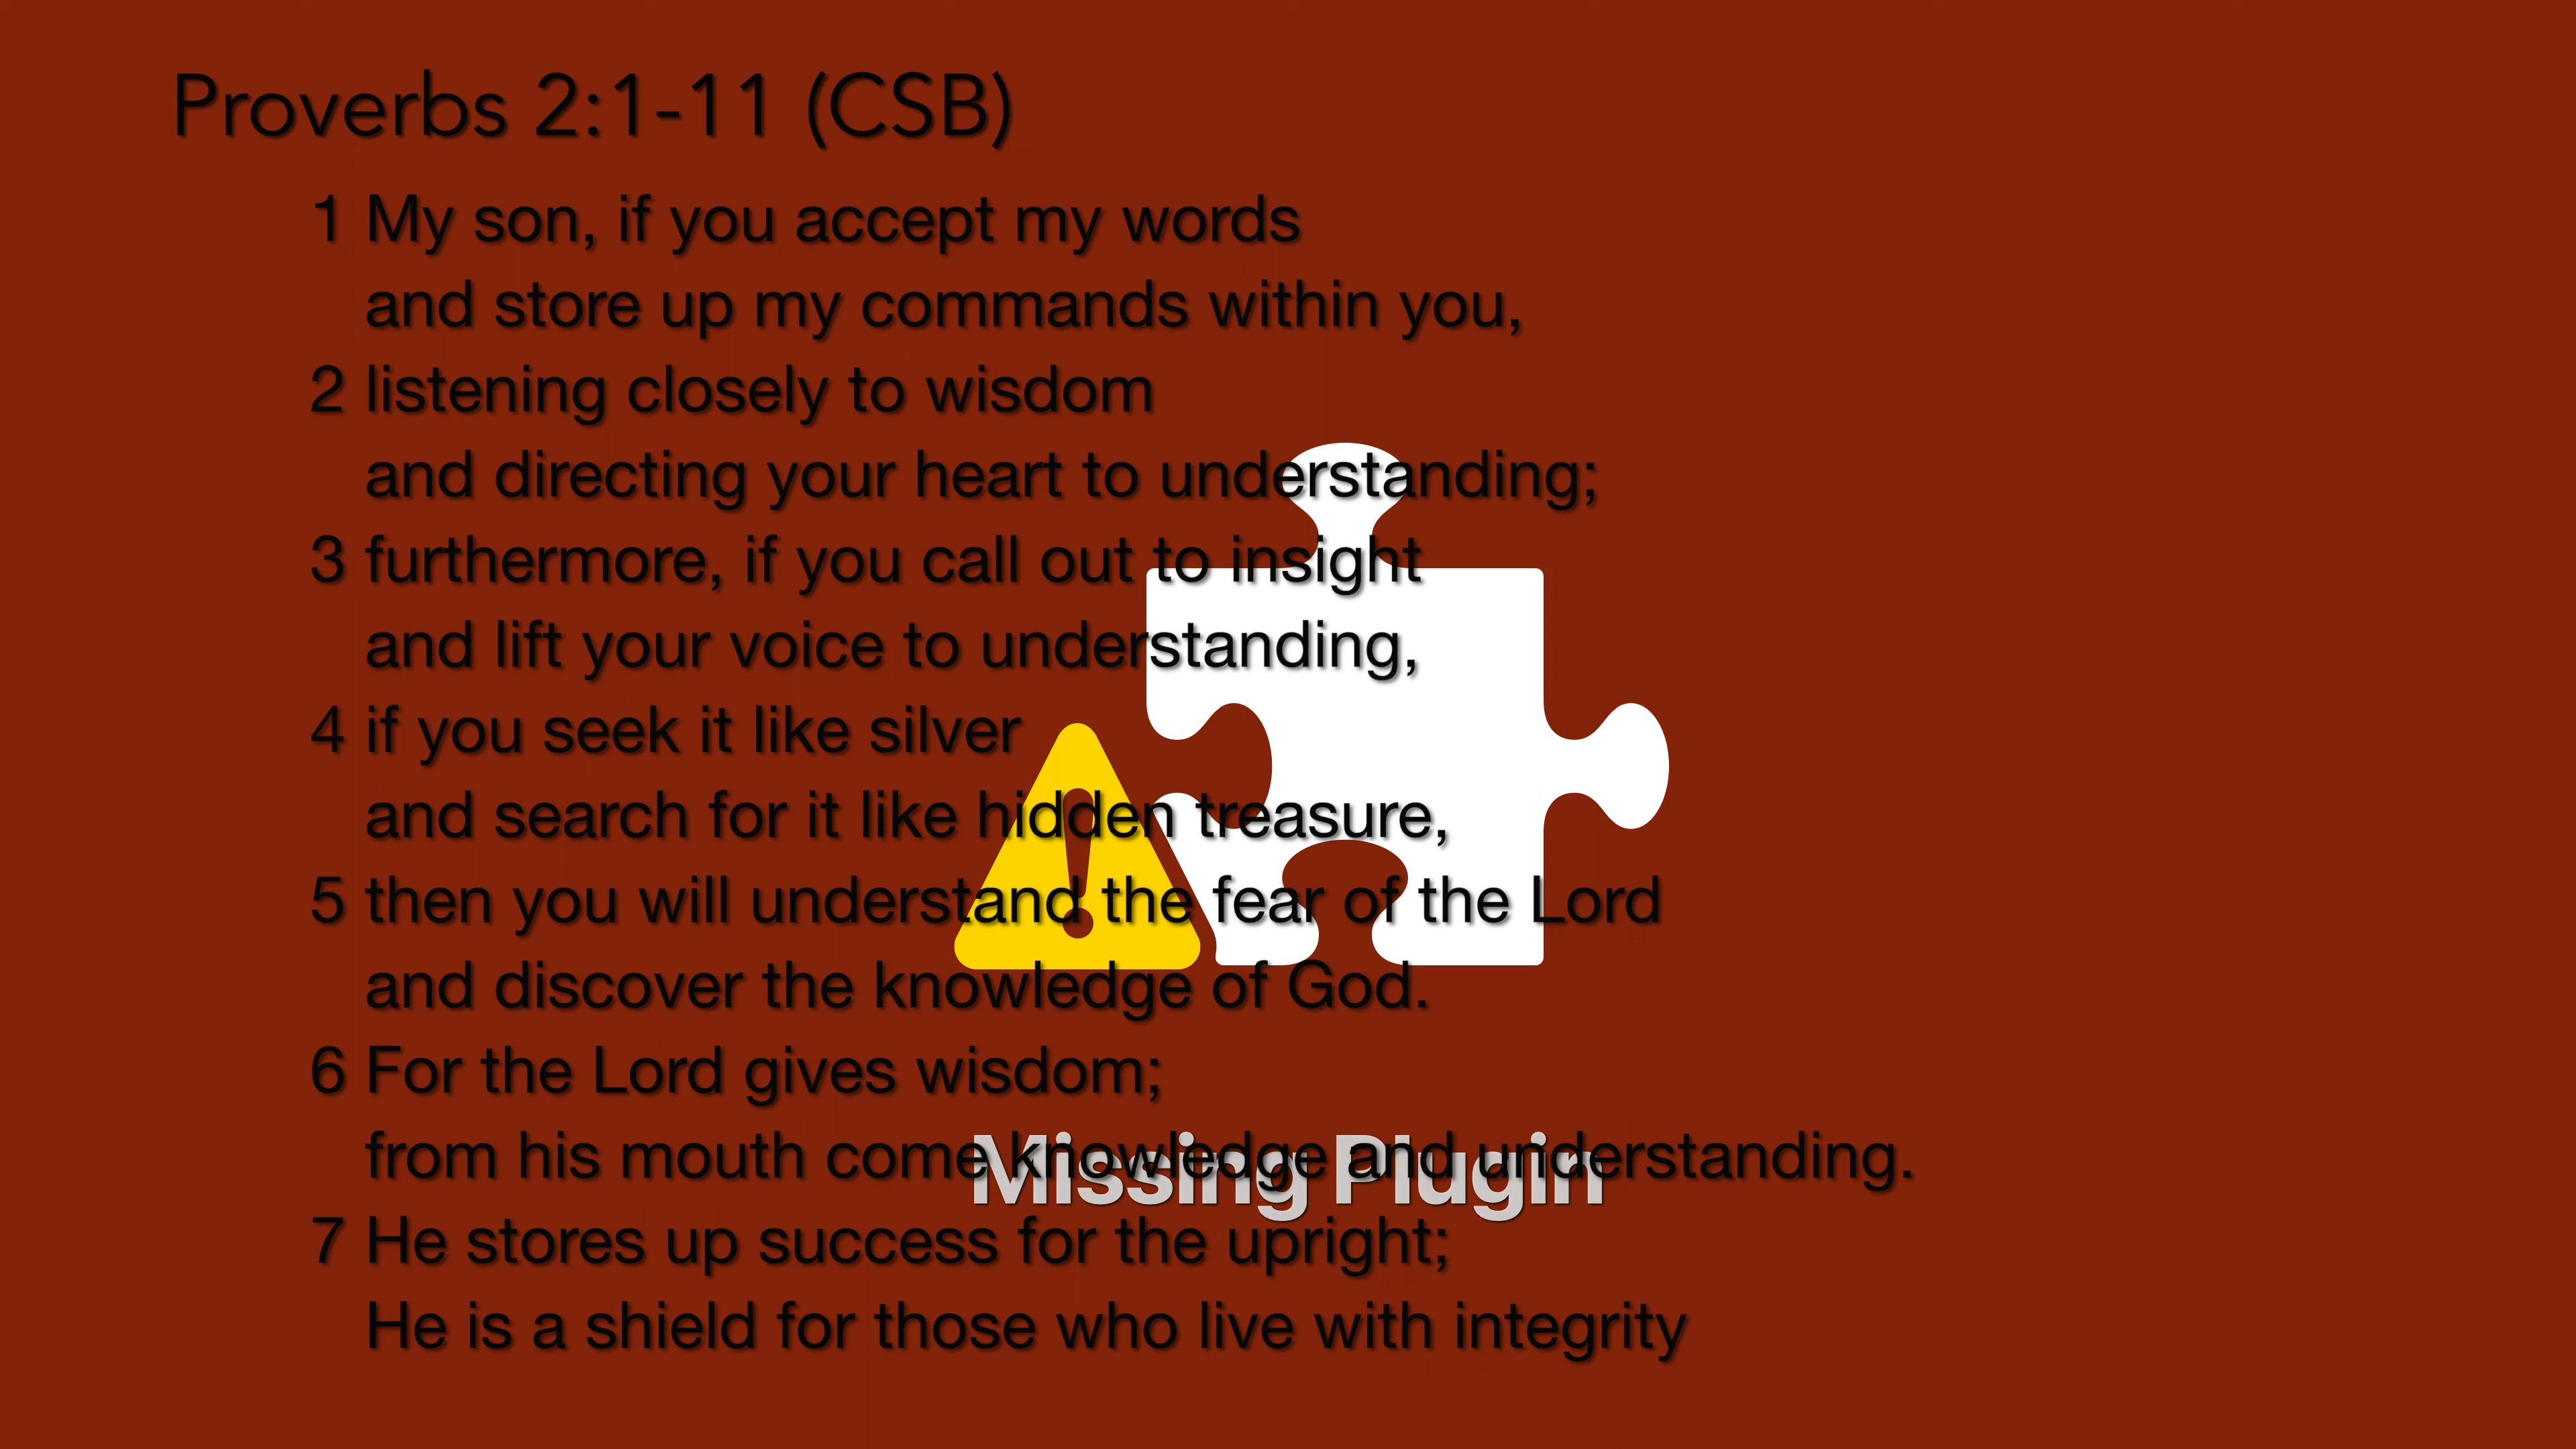 Proverbs 2:1-11 (CSB)
1 My son, if you accept my words
and store up my commands within you,
2 listening closely to wisdom
and directing your heart to understanding;
3 furthermore, if you call out to insight
and lift your voice to understanding,
4 if you seek it like silver
and search for it like hidden treasure,
5 then you will understand the fear of the Lord
and discover the knowledge of God.
6 For the Lord gives wisdom;
from his mouth come knowledge and understanding.
Missing Plugin
7 He stores up success for the upright;
He is a shield for those who live with integrity